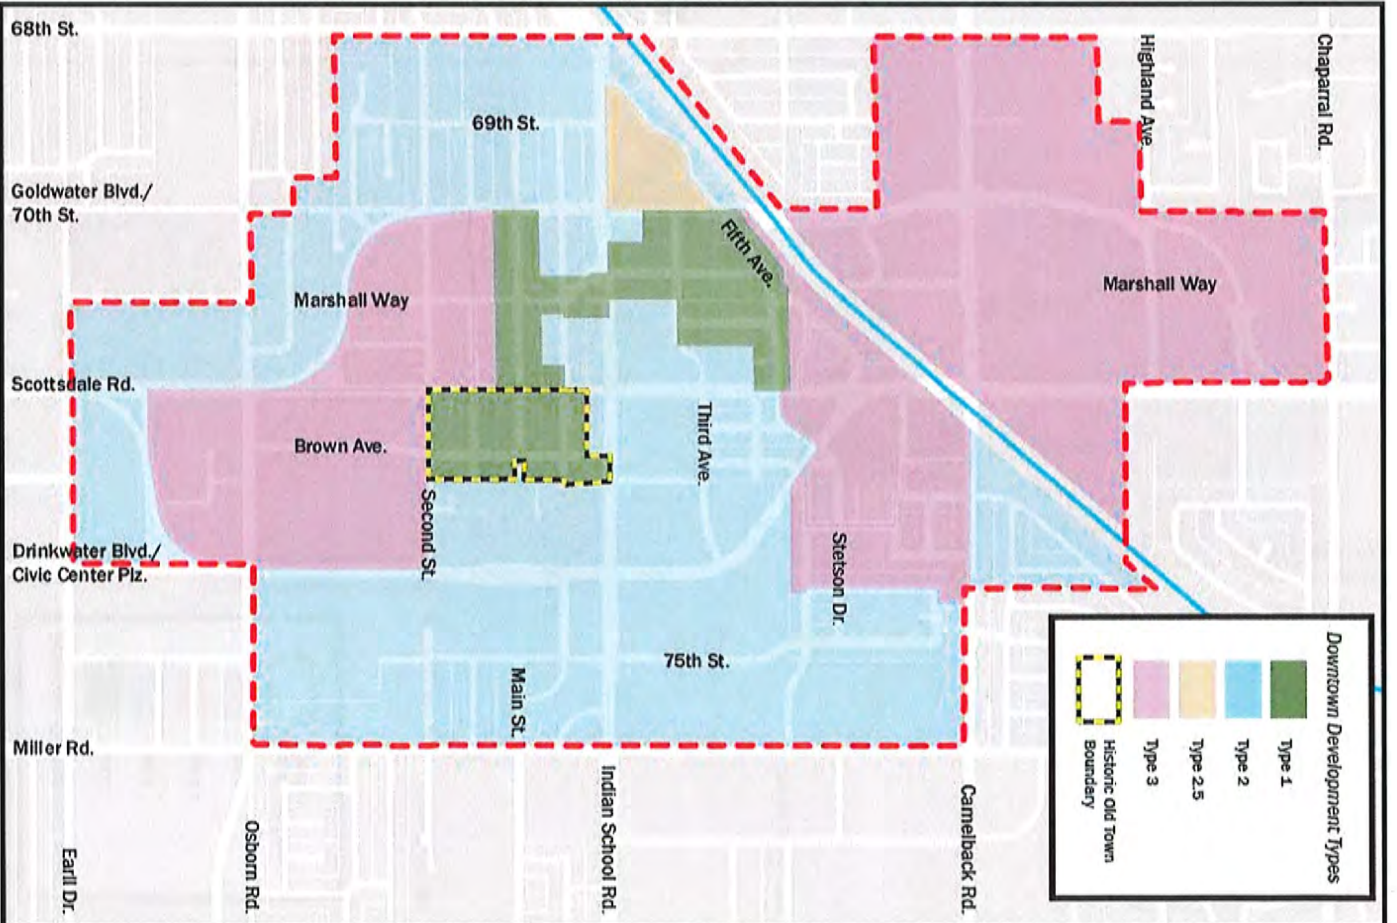 68th St.
69th St.
Goldwater Blvd./
70th St.
Marshall Way
Scottsdale Rd.
Brown Ave.
Drinkwater Blvd./
Civic Center Plz.
75th St.
Miller Rd.
Marshall Way
Chaparral Rd.
Highland Ave.
Fifth Ave.
Third Ave.
Second St.
Stetson Dr.
Main St.
Indian School Rd.
Camelback Rd.
Osborn Rd.
Earll Dr.
Downtown Development Types
Type 1
Type 2
Type 2.5
Type 3
Historic Old Town
Boundary